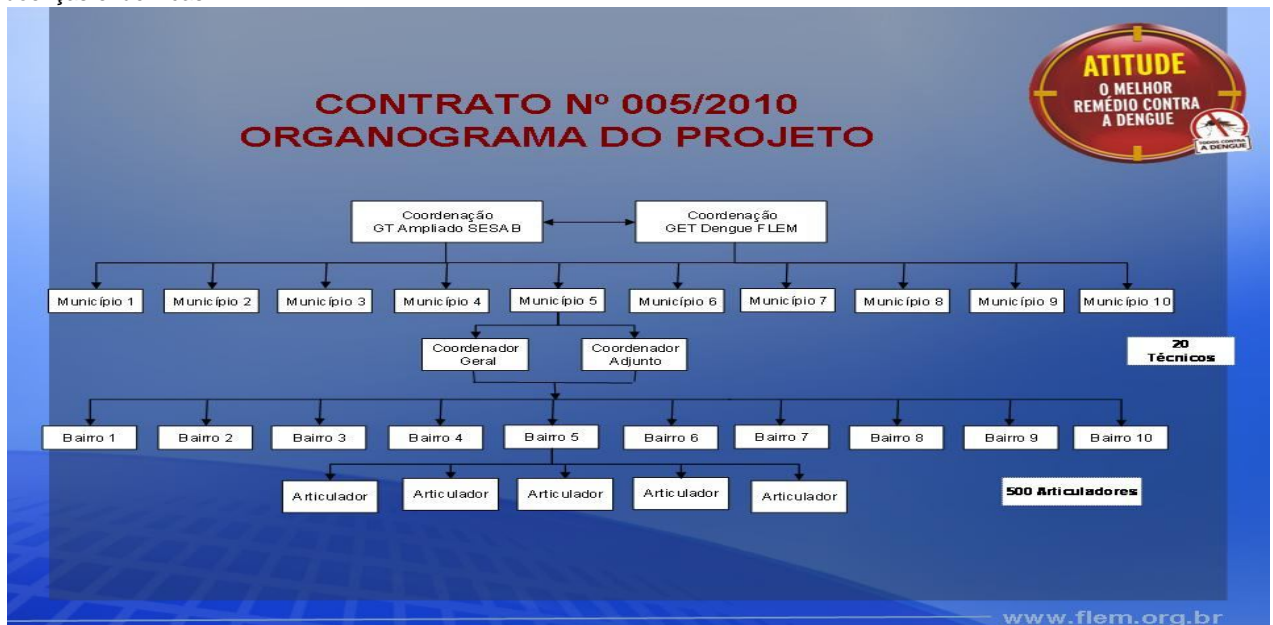 CONTRATO Nº 005/2010
ORGANOGRAMA DO PROJETO
ATITUDE
O MELHOR
REMÉDIO CONTRA
A DENGUE
TODOS CONTRA
A DENGUE
Coordenação
GT Ampliado SESAB
Coordenação
GET Dengue FLEM
Município 1
Município 2
Município 3
Município 4
Município 5
Município 6
Município 7
Município 8
Município 9
Município 10
Coordenador
Geral
Coordenador
Adjunto
20
Técnicos
Bairro 1
Bairro 2
Bairro 3
Bairro 4
Bairro 5
Bairro 6
Bairro 7
Bairro 8
Bairro 9
Bairro 10
Articulador
Articulador
Articulador
Articulador
Articulador
500 Articuladores
www.flem.org.br